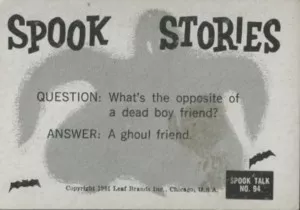 SPOOK STORIES
QUESTION: What's the opposite of
a dead boy friend?
ANSWER: A ghoul friend.
SPOOK TALK
NO. 94
Copyright 1961 Leaf Brands Inc., Chicago, U.S.A.